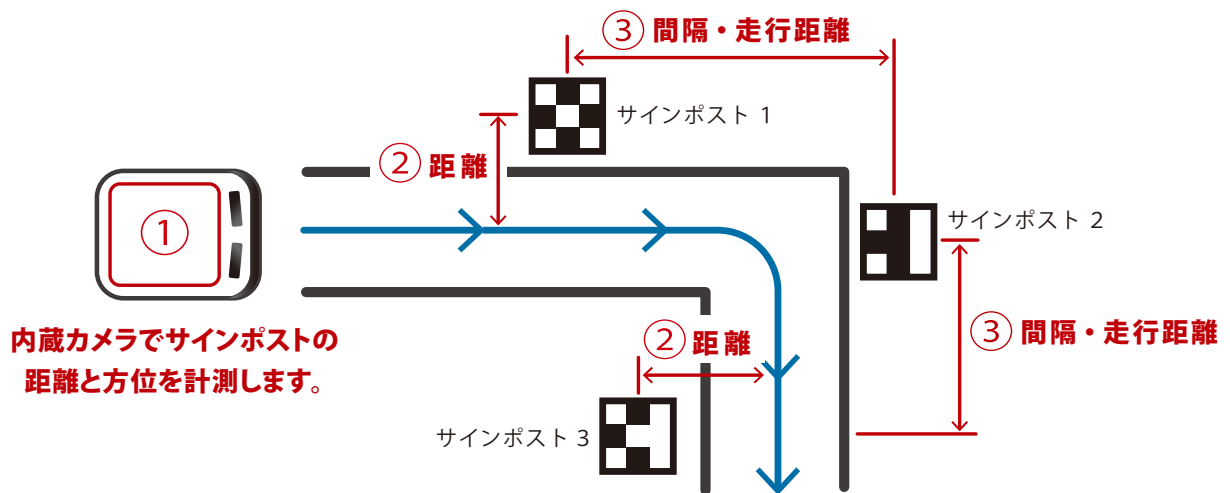 ③ 間隔・走行距離
サインポスト 1
② 距離
①
サインポスト 2
内蔵カメラでサインポストの
距離と方位を計測します。
② 距離
③ 間隔・走行距離
サインポスト 3